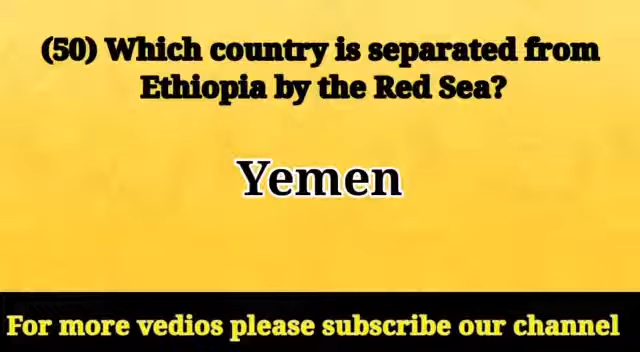 (50) Which country is separated from
Ethiopia by the Red Sea?
Yemen
For more vedios please subscribe our channel